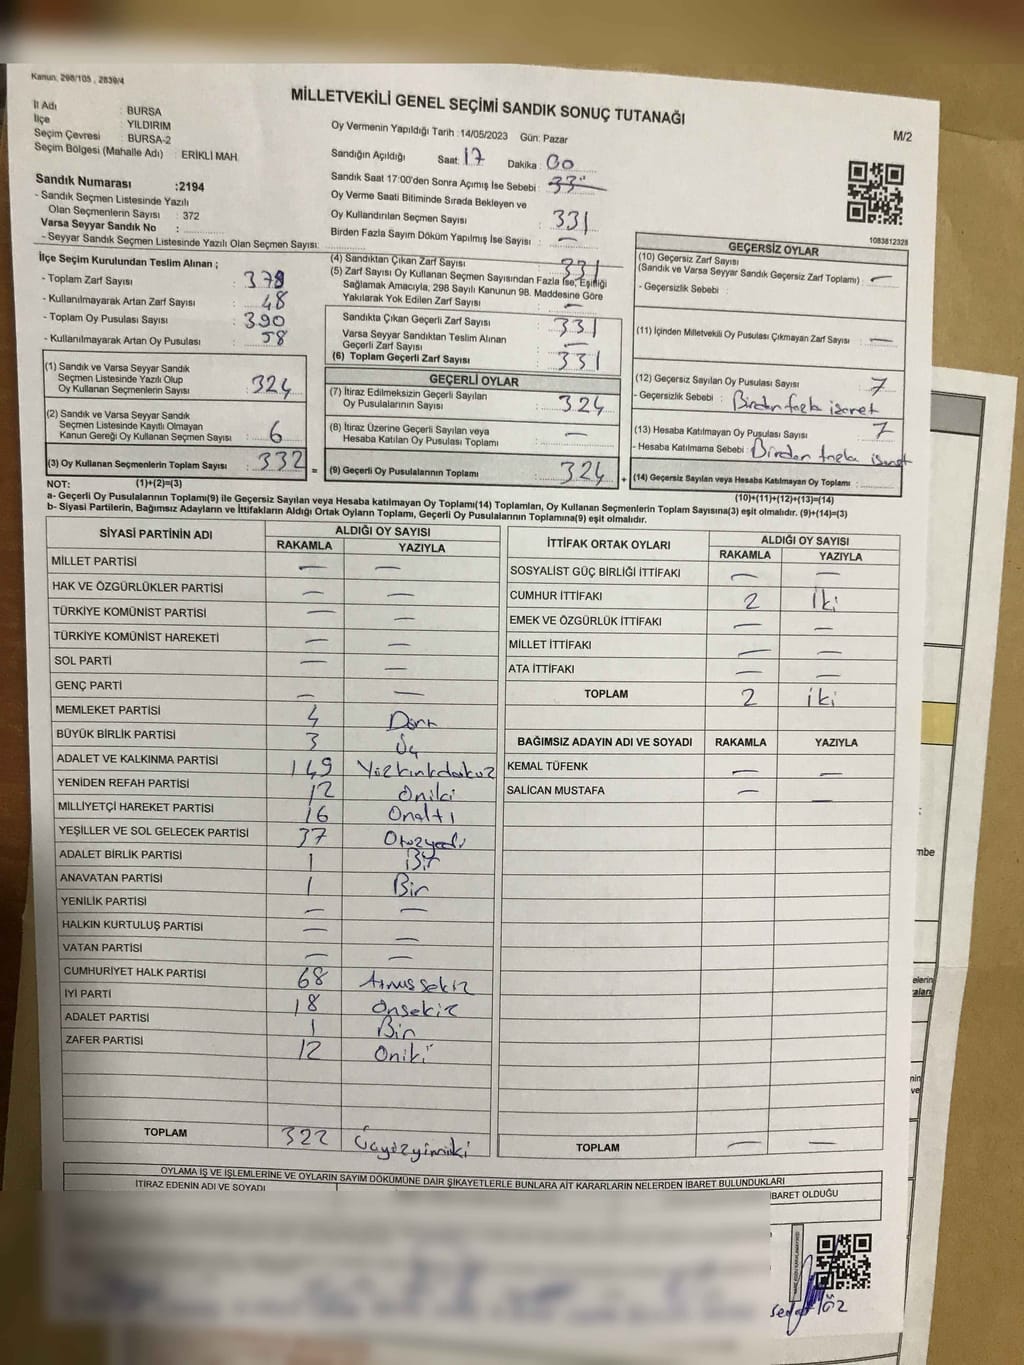 Kanun; 298/105 , 2839/4
MİLLETVEKİLİ GENEL SEÇİMİ SANDIK SONUÇ TUTANAĞI
M/2
İl Adı : BURSA
İlçe : YILDIRIM
Seçim Çevresi : BURSA-2
Seçim Bölgesi (Mahalle Adı) : ERİKLİ MAH.
Oy Vermenin Yapıldığı Tarih :14/05/2023 Gün: Pazar
Sandığın Açıldığı Saat: 17 Dakika : 00
Sandık Saat 17:00'den Sonra Açımış İse Sebebi :
Oy Verme Saati Bitiminde Sırada Bekleyen ve
Oy Kullandırılan Seçmen Sayısı : 331
Birden Fazla Sayım Döküm Yapılmış İse Sayısı : —
Sandık Numarası :2194
- Sandık Seçmen Listesinde Yazılı
Olan Seçmenlerin Sayısı : 372
Varsa Seyyar Sandık No :
- Seyyar Sandık Seçmen Listesinde Yazılı Olan Seçmen Sayısı:
1083812328
İlçe Seçim Kurulundan Teslim Alınan ;
- Toplam Zarf Sayısı : 379
- Kullanılmayarak Artan Zarf Sayısı : 48
- Toplam Oy Pusulası Sayısı : 390
- Kullanılmayarak Artan Oy Pusulası : 58
(1) Sandık ve Varsa Seyyar Sandık
Seçmen Listesinde Yazılı Olup
Oy Kullanan Seçmenlerin Sayısı : 324
(2) Sandık ve Varsa Seyyar Sandık
Seçmen Listesinde Kayıtlı Olmayan
Kanun Gereği Oy Kullanan Seçmen Sayısı : 6
(3) Oy Kullanan Seçmenlerin Toplam Sayısı : 332 =
(4) Sandıktan Çıkan Zarf Sayısı : 331
(5) Zarf Sayısı Oy Kullanan Seçmen Sayısından Fazla İse, Eşitliği
Sağlamak Amacıyla, 298 Sayılı Kanunun 98. Maddesine Göre
Yakılarak Yok Edilen Zarf Sayısı : —
Sandıkta Çıkan Geçerli Zarf Sayısı : 331
Varsa Seyyar Sandıktan Teslim Alınan
Geçerli Zarf Sayısı : —
(6) Toplam Geçerli Zarf Sayısı : 331
GEÇERLİ OYLAR
(7) İtiraz Edilmeksizin Geçerli Sayılan
Oy Pusulalarının Sayısı : 324
(8) İtiraz Üzerine Geçerli Sayılan veya
Hesaba Katılan Oy Pusulası Toplamı : —
(9) Geçerli Oy Pusulalarının Toplamı : 324 +
GEÇERSİZ OYLAR
(10) Geçersiz Zarf Sayısı
(Sandık ve Varsa Seyyar Sandık Geçersiz Zarf Toplamı) : —
- Geçersizlik Sebebi :
(11) İçinden Milletvekili Oy Pusulası Çıkmayan Zarf Sayısı : —
(12) Geçersiz Sayılan Oy Pusulası Sayısı : 7
- Geçersizlik Sebebi : Birden fazla işaret
(13) Hesaba Katılmayan Oy Pusulası Sayısı : 7
- Hesaba Katılmama Sebebi : Birden fazla işaret
(14) Geçersiz Sayılan veya Hesaba Katılmayan Oy Toplamı :
NOT: (1)+(2)=(3)
(10)+(11)+(12)+(13)=(14)
a- Geçerli Oy Pusulalarının Toplamı(9) ile Geçersiz Sayılan veya Hesaba katılmayan Oy Toplamı(14) Toplamları, Oy Kullanan Seçmenlerin Toplam Sayısına(3) eşit olmalıdır. (9)+(14)=(3)
b- Siyasi Partilerin, Bağımsız Adayların ve İttifakların Aldığı Ortak Oyların Toplamı, Geçerli Oy Pusulalarının Toplamına(9) eşit olmalıdır.
SİYASİ PARTİNİN ADI ALDIĞI OY SAYISI
RAKAMLA YAZIYLA
MİLLET PARTİSİ — —
HAK VE ÖZGÜRLÜKLER PARTİSİ — —
TÜRKİYE KOMÜNİST PARTİSİ — —
TÜRKİYE KOMÜNİST HAREKETİ — —
SOL PARTİ — —
GENÇ PARTİ — —
MEMLEKET PARTİSİ 4 Dört
BÜYÜK BİRLİK PARTİSİ 3 Üç
ADALET VE KALKINMA PARTİSİ 149 Yüzkırkdokuz
YENİDEN REFAH PARTİSİ 12 Oniki
MİLLİYETÇİ HAREKET PARTİSİ 16 Onaltı
YEŞİLLER VE SOL GELECEK PARTİSİ 37 Otuzyedi
ADALET BİRLİK PARTİSİ 1 Bir
ANAVATAN PARTİSİ 1 Bir
YENİLİK PARTİSİ — —
HALKIN KURTULUŞ PARTİSİ — —
VATAN PARTİSİ — —
CUMHURİYET HALK PARTİSİ 68 Atmışsekiz
İYİ PARTİ 18 Onsekiz
ADALET PARTİSİ 1 Bir
ZAFER PARTİSİ 12 Oniki
TOPLAM 322 Üçyüzyirmiiki
İTTİFAK ORTAK OYLARI ALDIĞI OY SAYISI
RAKAMLA YAZIYLA
SOSYALİST GÜÇ BİRLİĞİ İTTİFAKI — —
CUMHUR İTTİFAKI 2 İki
EMEK VE ÖZGÜRLÜK İTTİFAKI — —
MİLLET İTTİFAKI — —
ATA İTTİFAKI — —
TOPLAM 2 iki
BAĞIMSIZ ADAYIN ADI VE SOYADI RAKAMLA YAZIYLA
KEMAL TÜFENK — —
SALİCAN MUSTAFA — —
TOPLAM — —
OYLAMA İŞ VE İŞLEMLERİNE VE OYLARIN SAYIM DÖKÜMÜNE DAİR ŞİKAYETLERLE BUNLARA AİT KARARLARIN NELERDEN İBARET BULUNDUKLARI
İTİRAZ EDENİN ADI VE SOYADI
İBARET OLDUĞU
mbe
elerin
aları
nin
ve